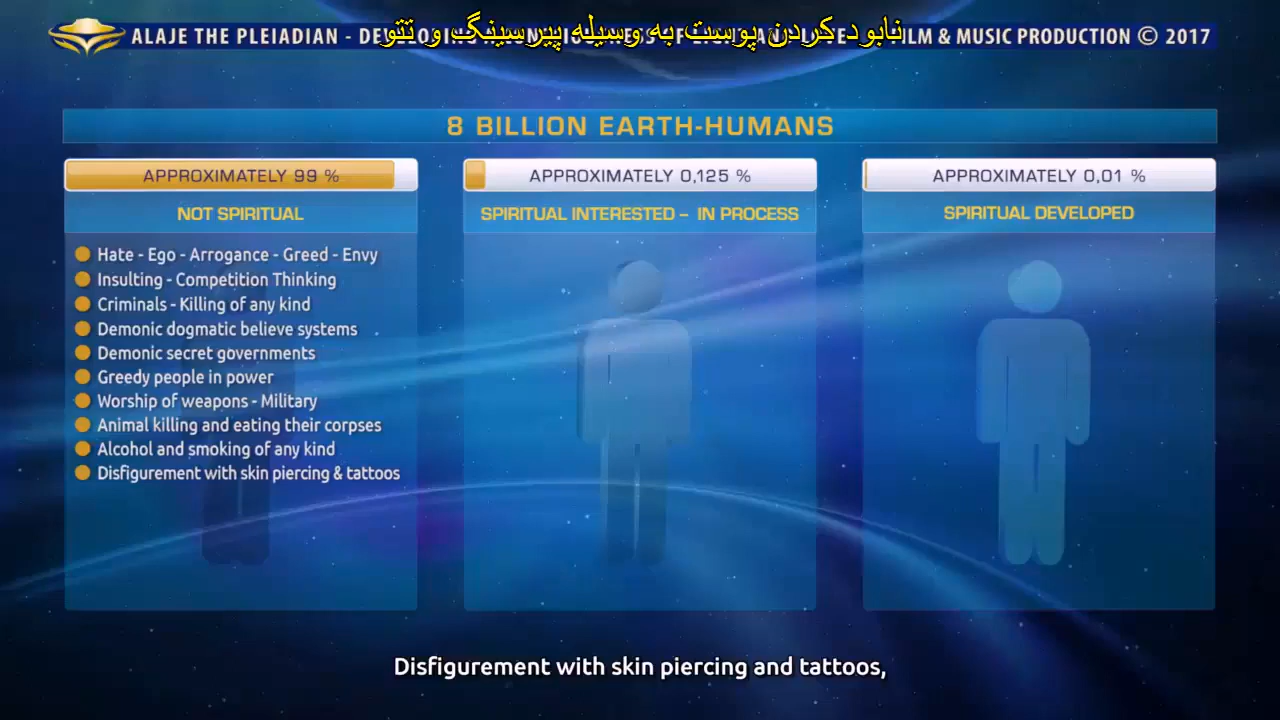 نابود کردن پوست به وسیله پیرسینگ و تتو
ALAJE THE PLEIADIAN - FILM & MUSIC PRODUCTION © 2017
8 BILLION EARTH-HUMANS
APPROXIMATELY 99 %
NOT SPIRITUAL
Hate - Ego - Arrogance - Greed - Envy
Insulting - Competition Thinking
Criminals - Killing of any kind
Demonic dogmatic believe systems
Demonic secret governments
Greedy people in power
Worship of weapons - Military
Animal killing and eating their corpses
Alcohol and smoking of any kind
Disfigurement with skin piercing & tattoos
APPROXIMATELY 0,125 %
SPIRITUAL INTERESTED – IN PROCESS
APPROXIMATELY 0,01 %
SPIRITUAL DEVELOPED
Disfigurement with skin piercing and tattoos,